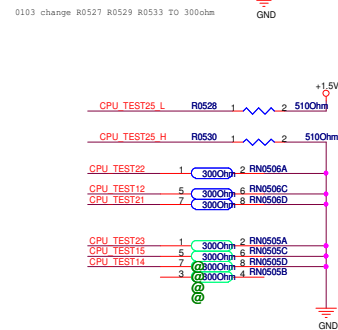 0103 change R0527 R0529 R0533 TO 300ohm
GND
+1.5V
CPU_TEST25_L R0528 1 2 510Ohm
CPU_TEST25_H R0530 1 2 510Ohm
CPU_TEST22 1 300Ohm 2 RN0506A
CPU_TEST12 5 300Ohm 6 RN0506C
CPU_TEST21 7 300Ohm 8 RN0506D
CPU_TEST23 1 300Ohm 2 RN0505A
CPU_TEST15 5 300Ohm 6 RN0505C
CPU_TEST14 7 @300Ohm 8 RN0505D
3 @300Ohm 4 RN0505B
@
@
GND